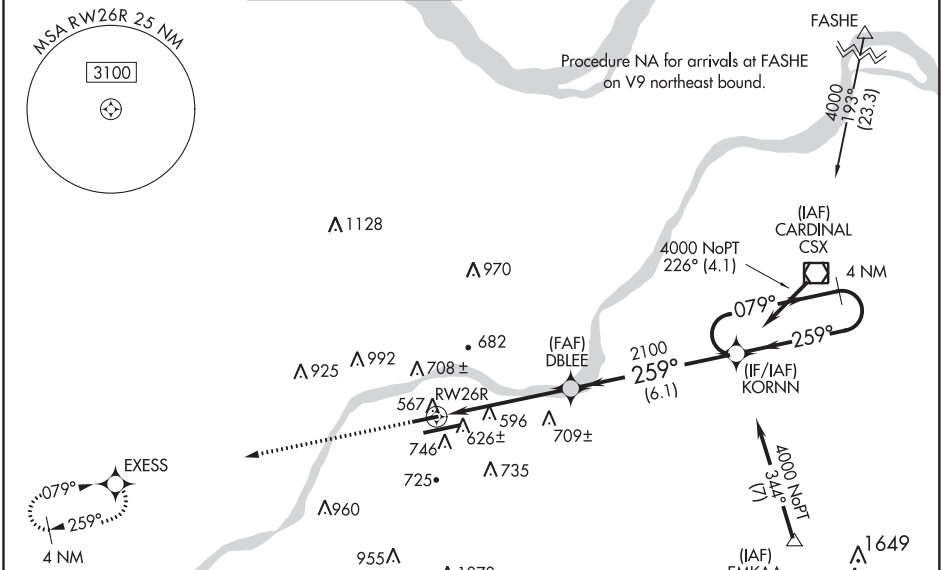 MSA RW26R 25 NM
3100
FASHE
Procedure NA for arrivals at FASHE
on V9 northeast bound.
4000
193°
(23.3)
1128
970
(IAF)
CARDINAL
CSX
4000 NoPT
226° (4.1)
4 NM
079°
259°
682
(FAF)
DBLEE
2100
259°
(6.1)
(IF/IAF)
KORNN
925
992
708 ±
567
RW26R
596
626±
709±
746
735
725
4000 NoPT
344°
(7)
EXESS
079°
259°
4 NM
960
955
(IAF)
1649